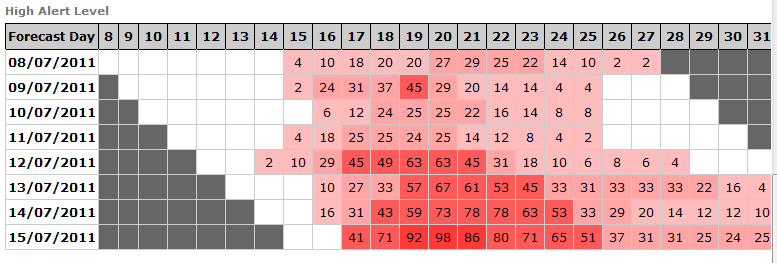 High Alert Level
Forecast Day 8 9 10 11 12 13 14 15 16 17 18 19 20 21 22 23 24 25 26 27 28 29 30 31
08/07/2011 4 10 18 20 20 27 29 25 22 14 10 2 2
09/07/2011 2 24 31 37 45 29 20 14 14 4 4
10/07/2011 6 12 24 25 25 22 16 14 8 8
11/07/2011 4 18 25 25 24 25 14 12 8 4 2
12/07/2011 2 10 29 45 49 63 63 45 31 18 10 6 8 6 4
13/07/2011 10 27 33 57 67 61 53 45 33 31 33 33 33 22 16 4
14/07/2011 16 31 43 59 73 78 78 63 53 33 29 20 14 12 12 10
15/07/2011 41 71 92 98 86 80 71 65 51 37 31 31 25 24 25